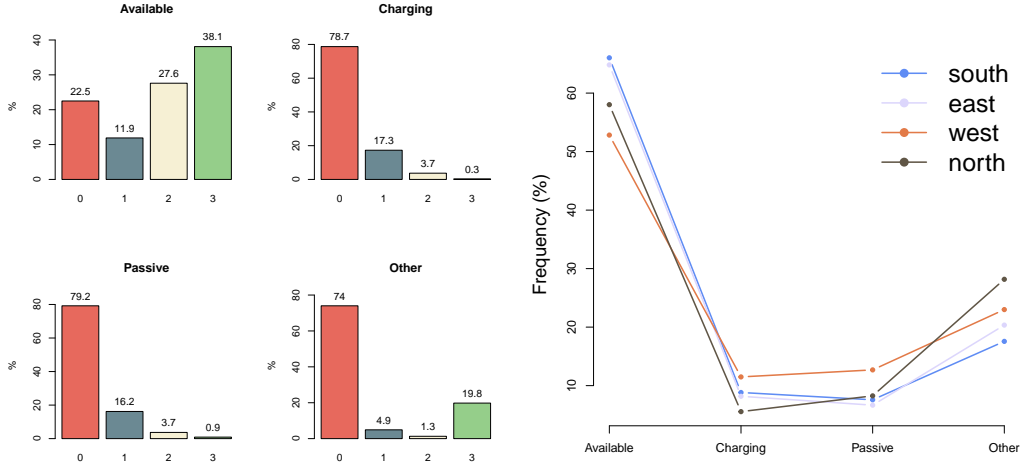 Available
%
0 10 20 30 40
22.5 11.9 27.6 38.1
0 1 2 3
Charging
%
0 20 40 60 80
78.7 17.3 3.7 0.3
0 1 2 3
Passive
%
0 20 40 60 80
79.2 16.2 3.7 0.9
0 1 2 3
Other
%
0 20 40 60 80
74 4.9 1.3 19.8
0 1 2 3
Frequency (%)
10 20 30 40 50 60
south
east
west
north
Available Charging Passive Other